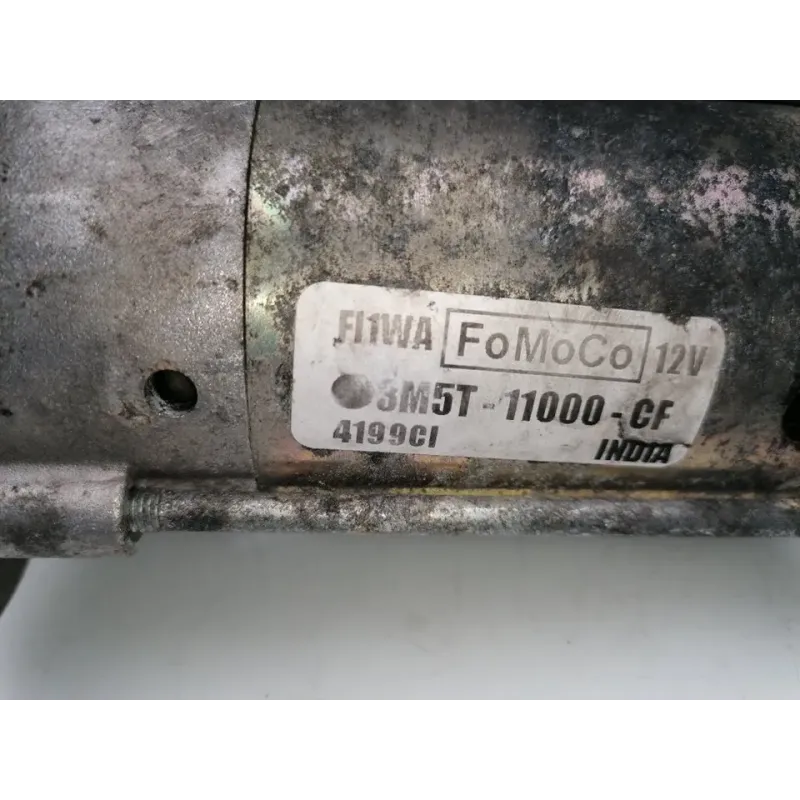 FI1WA FoMoCo 12V
3M5T-11000-CF
4199CI INDIA